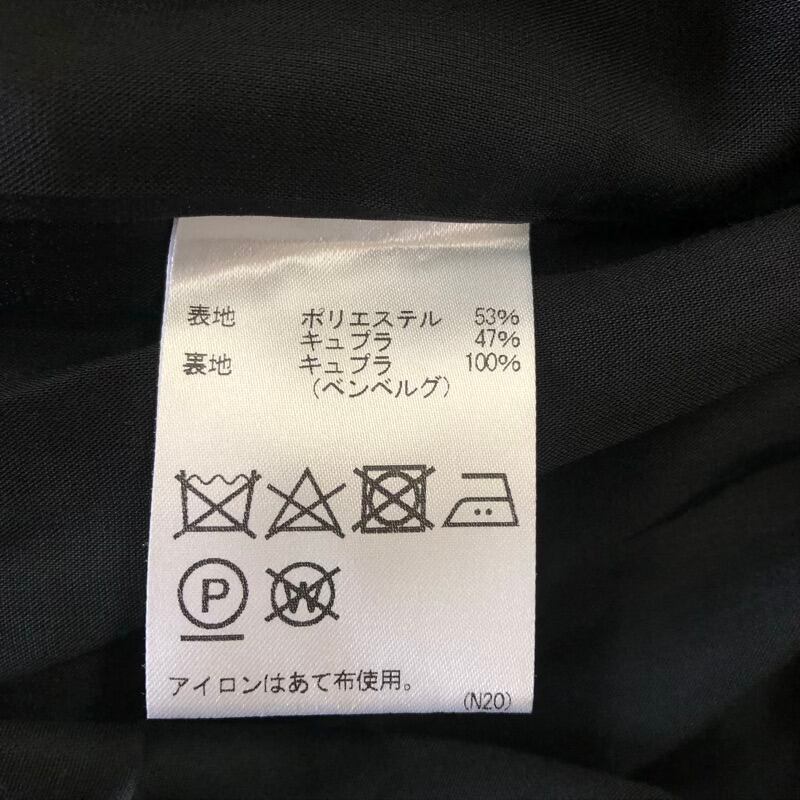 表地 ポリエステル 53%
キュプラ 47%
裏地 キュプラ 100%
(ベンベルグ)
P W
アイロンはあて布使用。
(N20)